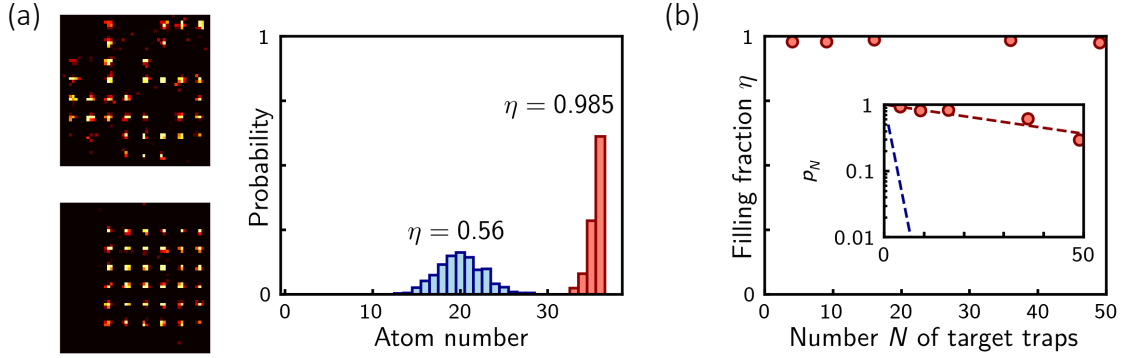 (a)
1
Probability
0
η = 0.56
η = 0.985
0 10 20 30
Atom number
(b)
1
Filling fraction η
0
1
0.1
0.01
p_N
0 50
0 10 20 30 40 50
Number N of target traps